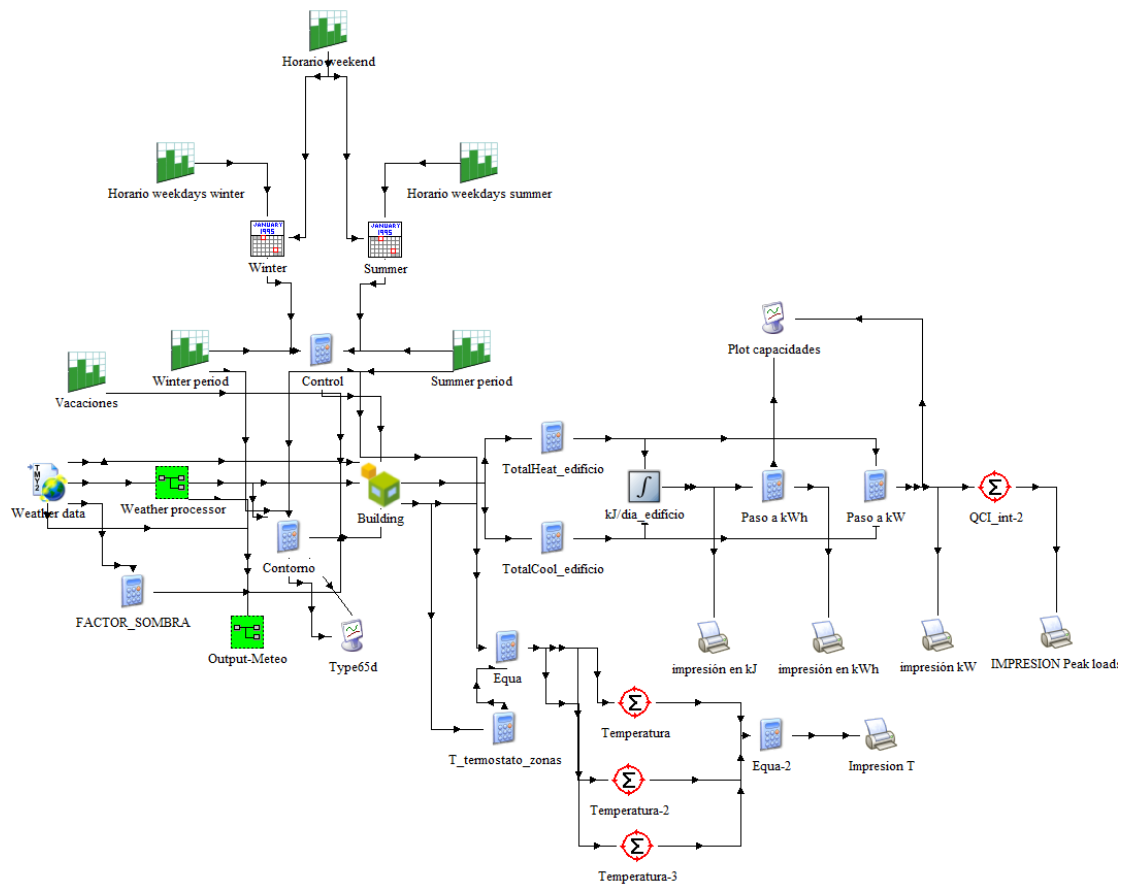 Horario weekend
Horario weekdays winter
Horario weekdays summer
JANUARY
1995
JANUARY
1995
Winter
Summer
Plot capacidades
Winter period
Control
Summer period
Vacaciones
TMY2
TotalHeat_edificio
Weather data
Weather processor
Building
kJ/dia_edificio
Paso a kWh
Paso a kW
Σ
QCI_int-2
Contorno
TotalCool_edificio
FACTOR_SOMBRA
Output-Meteo
Type65d
Equa
impresión en kJ
impresión en kWh
impresión kW
IMPRESION Peak loads
Σ
Temperatura
T_termostato_zonas
Equa-2
Impresion T
Σ
Temperatura-2
Σ
Temperatura-3